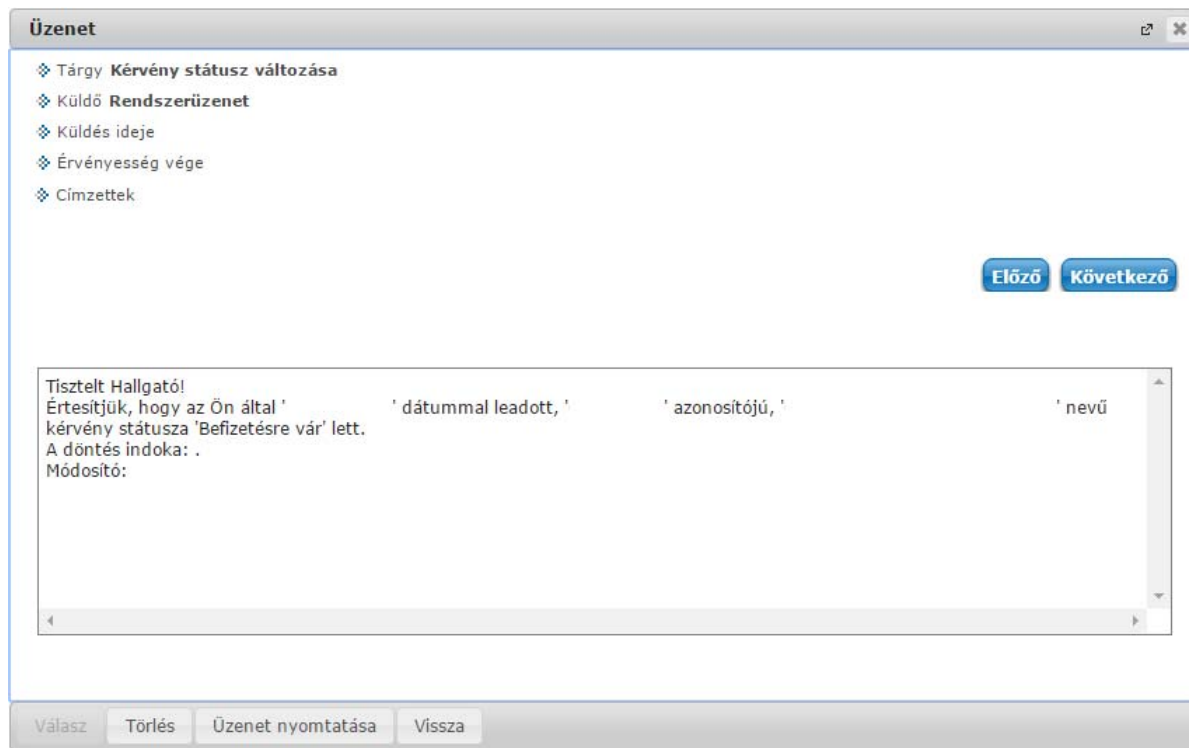 Üzenet
Tárgy Kérvény státusz változása
Küldő Rendszerüzenet
Küldés ideje
Érvényesség vége
Címzettek
Előző Következő
Tisztelt Hallgató!
Értesítjük, hogy az Ön által ' ' dátummal leadott, ' ' azonosítójú, ' ' nevű
kérvény státusza 'Befizetésre vár' lett.
A döntés indoka: .
Módosító:
Válasz Törlés Üzenet nyomtatása Vissza